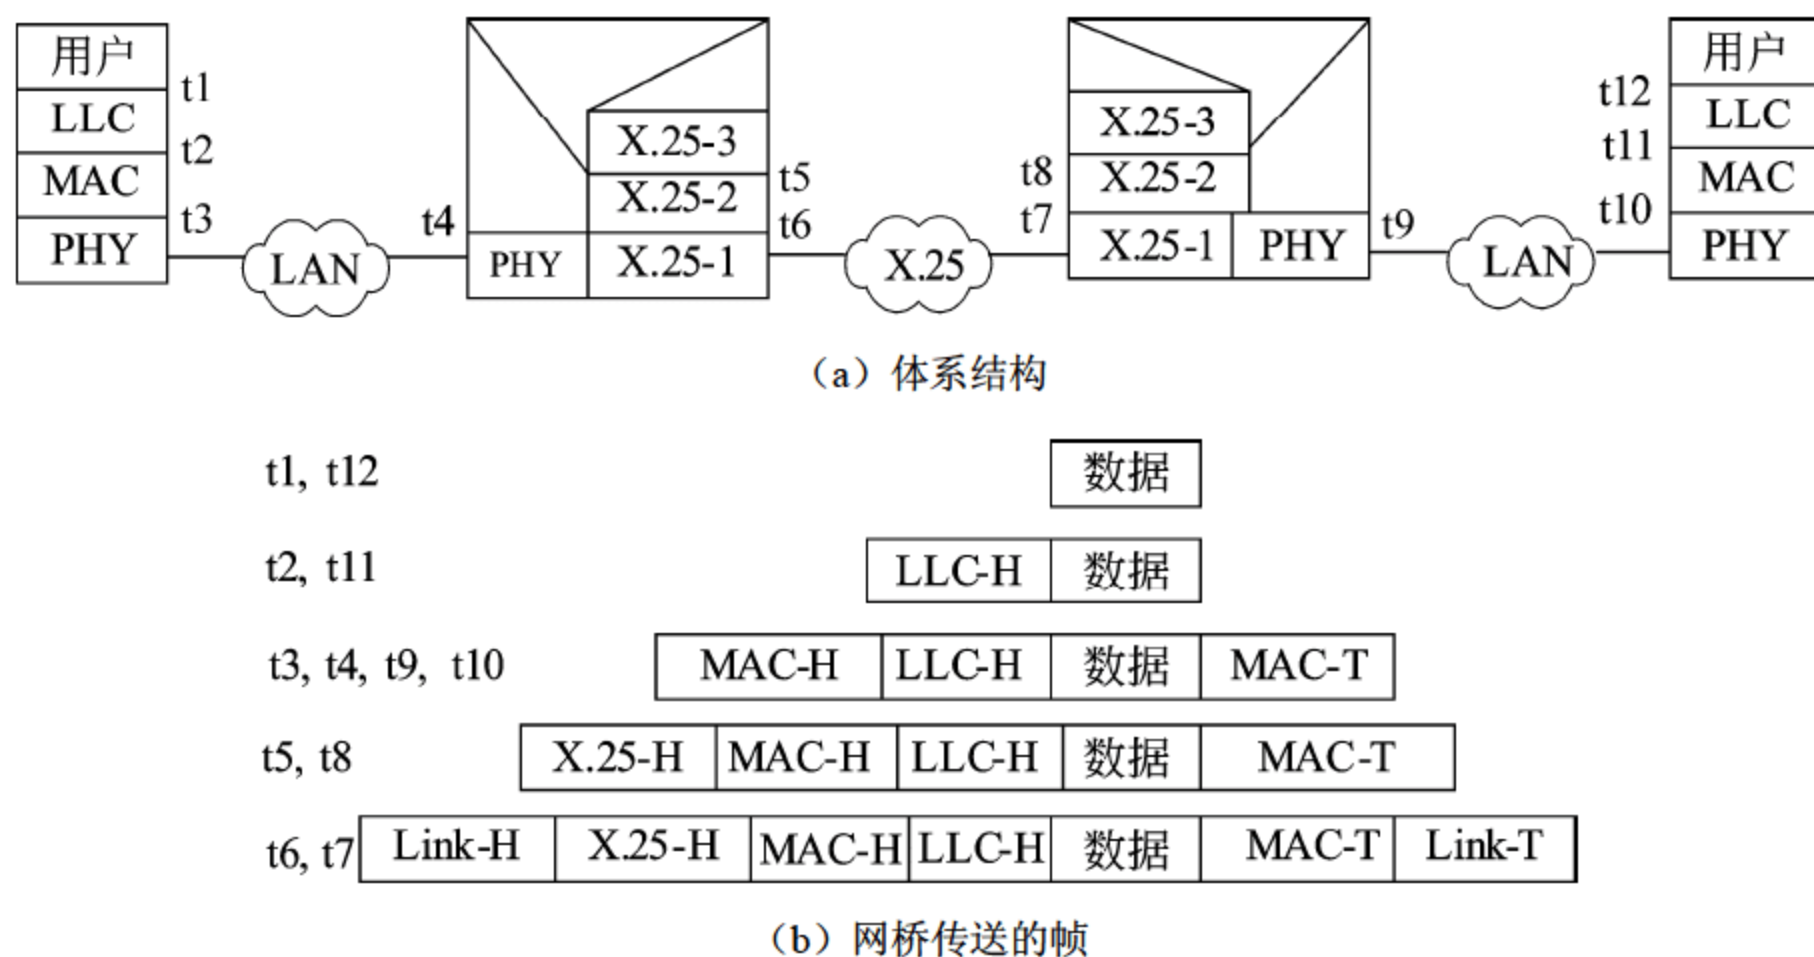 用户
LLC
MAC
PHY
t1
t2
t3
LAN
t4
PHY
X.25-3
X.25-2
X.25-1
t5
t6
X.25
t8
t7
X.25-3
X.25-2
X.25-1
PHY
t9
LAN
t12
t11
t10
用户
LLC
MAC
PHY
（a）体系结构
t1, t12 数据
t2, t11 LLC-H 数据
t3, t4, t9, t10 MAC-H LLC-H 数据 MAC-T
t5, t8 X.25-H MAC-H LLC-H 数据 MAC-T
t6, t7 Link-H X.25-H MAC-H LLC-H 数据 MAC-T Link-T
（b）网桥传送的帧